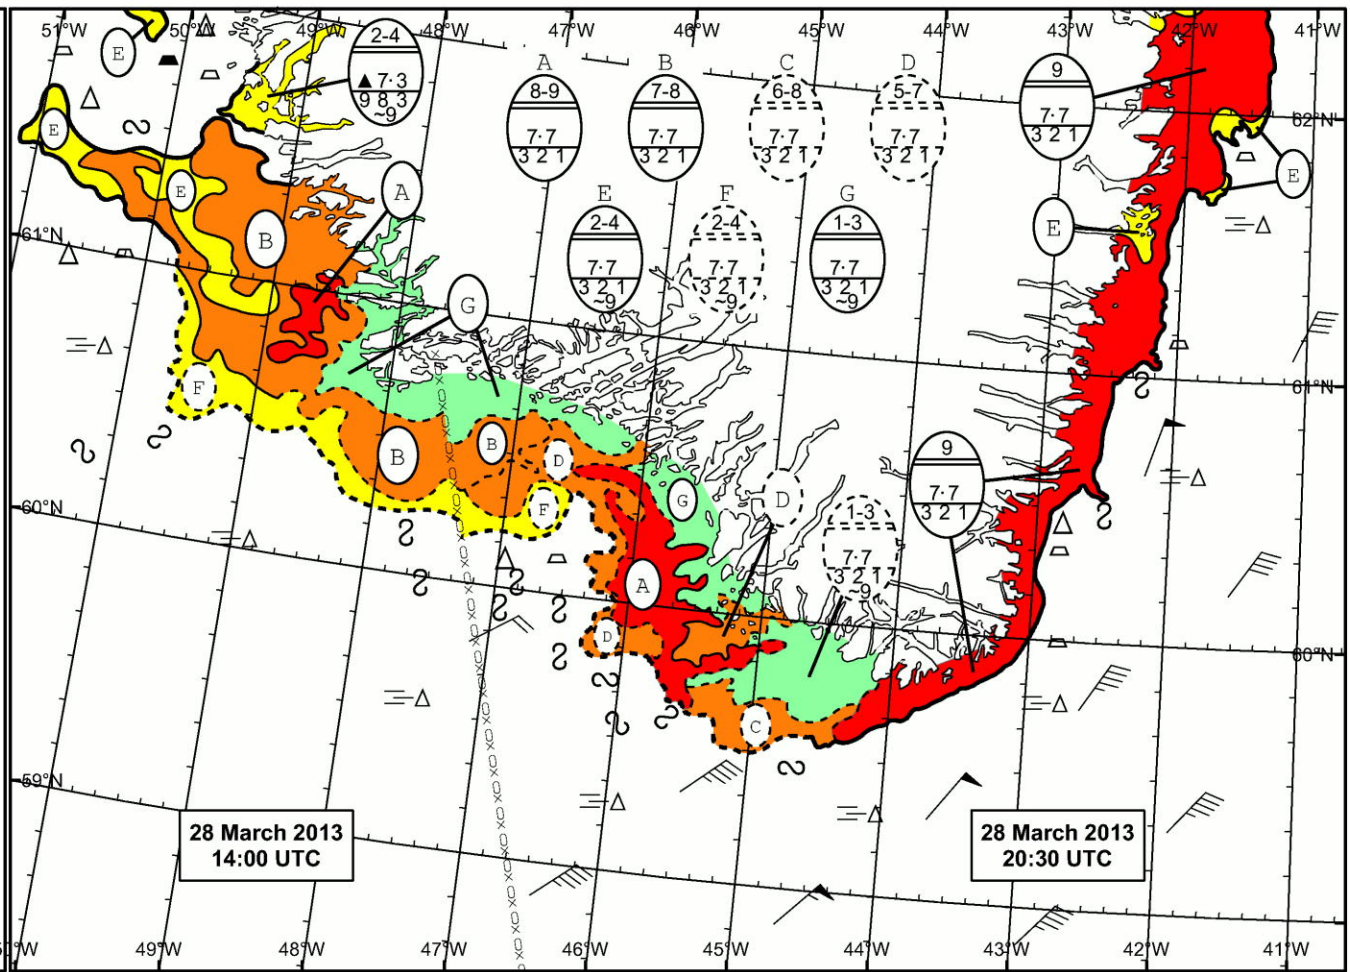 51°W 50°W 49°W 48°W 47°W 46°W 45°W 44°W 43°W 42°W 41°W
E
2-4
▲ 7·3
9 8 3
~9
A
8-9
7·7
3 2 1
B
7-8
7·7
3 2 1
C
6-8
7·7
3 2 1
D
5-7
7·7
3 2 1
9
7·7
3 2 1
62°N
E
E
A
E
E
2-4
7·7
3 2 1
~9
F
2-4
7·7
3 2 1
~9
G
1-3
7·7
3 2 1
~9
E
B
61°N
G
61°N
F
B
B
D
9
7·7
3 2 1
G
D
F
1-3
7·7
3 2 1
~9
60°N
A
D
60°N
C
59°N
28 March 2013
14:00 UTC
28 March 2013
20:30 UTC
50°W 49°W 48°W 47°W 46°W 45°W 44°W 43°W 42°W 41°W